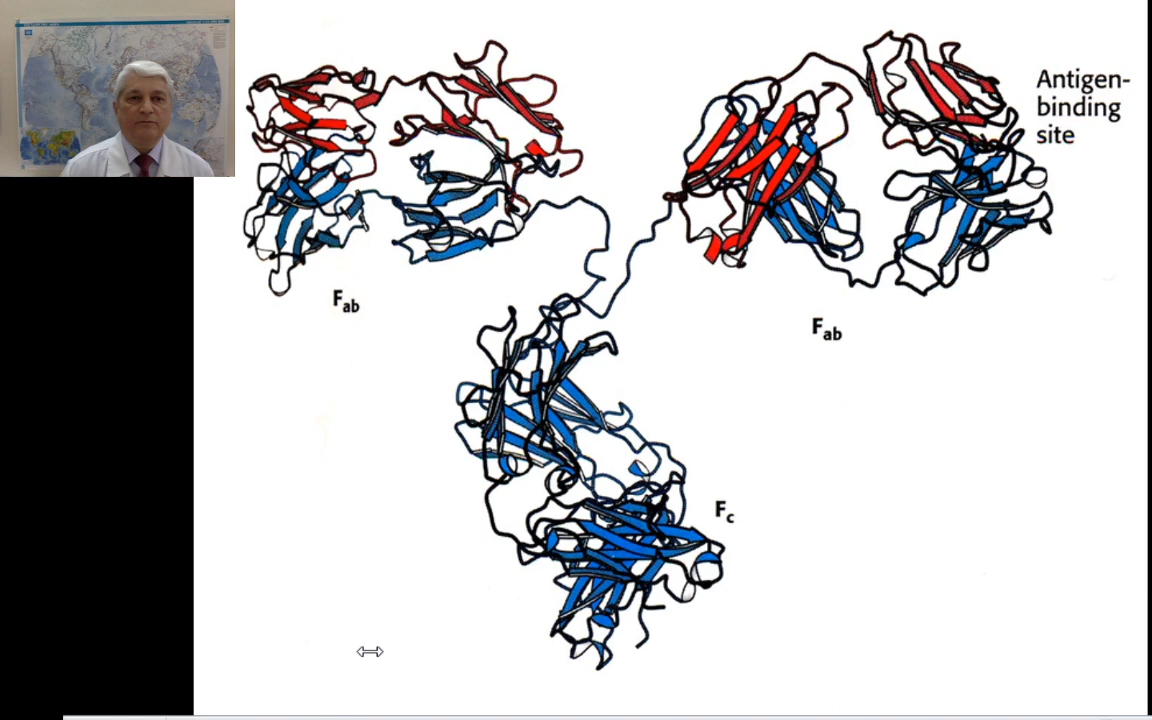 Antigen-
binding
site
Fab
Fab
Fc